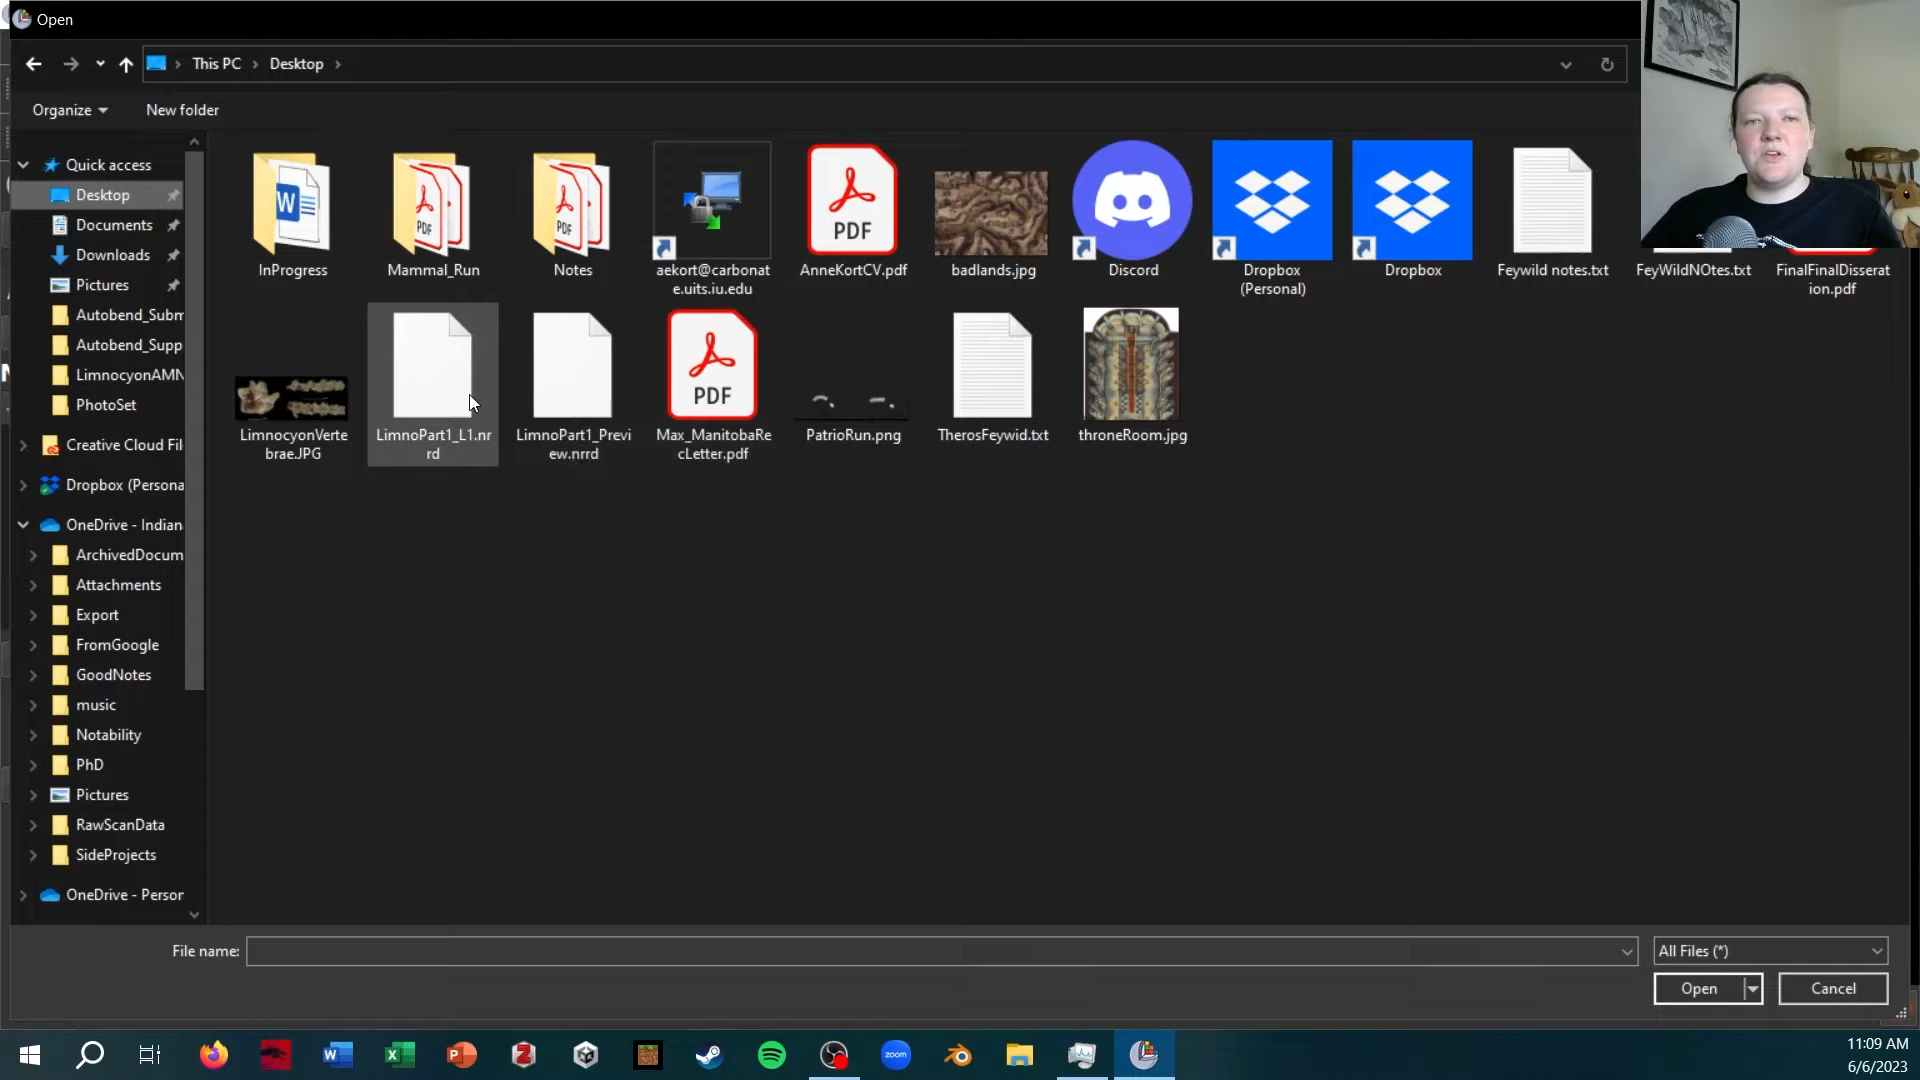 Open
This PC
Desktop
Organize
New folder
Quick access
Desktop
Documents
Downloads
Pictures
Autobend_Subm
Autobend_Supp
LimnocyonAMN
PhotoSet
Creative Cloud Fil
Dropbox (Persona
OneDrive - Indian
ArchivedDocum
Attachments
Export
FromGoogle
GoodNotes
music
Notability
PhD
Pictures
RawScanData
SideProjects
OneDrive - Persor
W
InProgress
Mammal_Run
Notes
aekort@carbonat
e.uits.iu.edu
PDF
AnneKortCV.pdf
badlands.jpg
Discord
Dropbox
(Personal)
Dropbox
Feywild notes.txt
FeyWildNOtes.txt
FinalFinalDisserat
ion.pdf
LimnocyonVerte
brae.JPG
LimnoPart1_L1.nr
rd
LimnoPart1_Previ
ew.nrrd
PDF
Max_ManitobaRe
cLetter.pdf
PatrioRun.png
TherosFeywid.txt
throneRoom.jpg
File name:
All Files (*)
Open
Cancel
W
X
P
Z
zoom
11:09 AM
6/6/2023